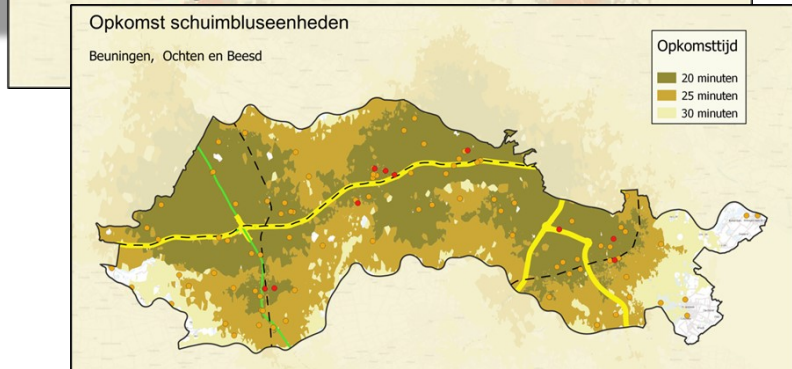 Opkomst schuimbluseenheden
Beuningen, Ochten en Beesd
Opkomsttijd
20 minuten
25 minuten
30 minuten